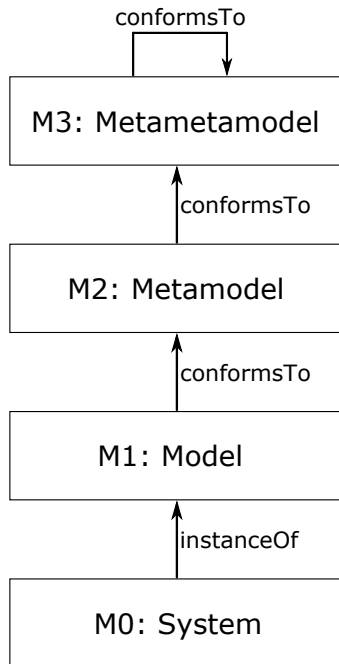 conformsTo
M3: Metametamodel
conformsTo
M2: Metamodel
conformsTo
M1: Model
instanceOf
M0: System